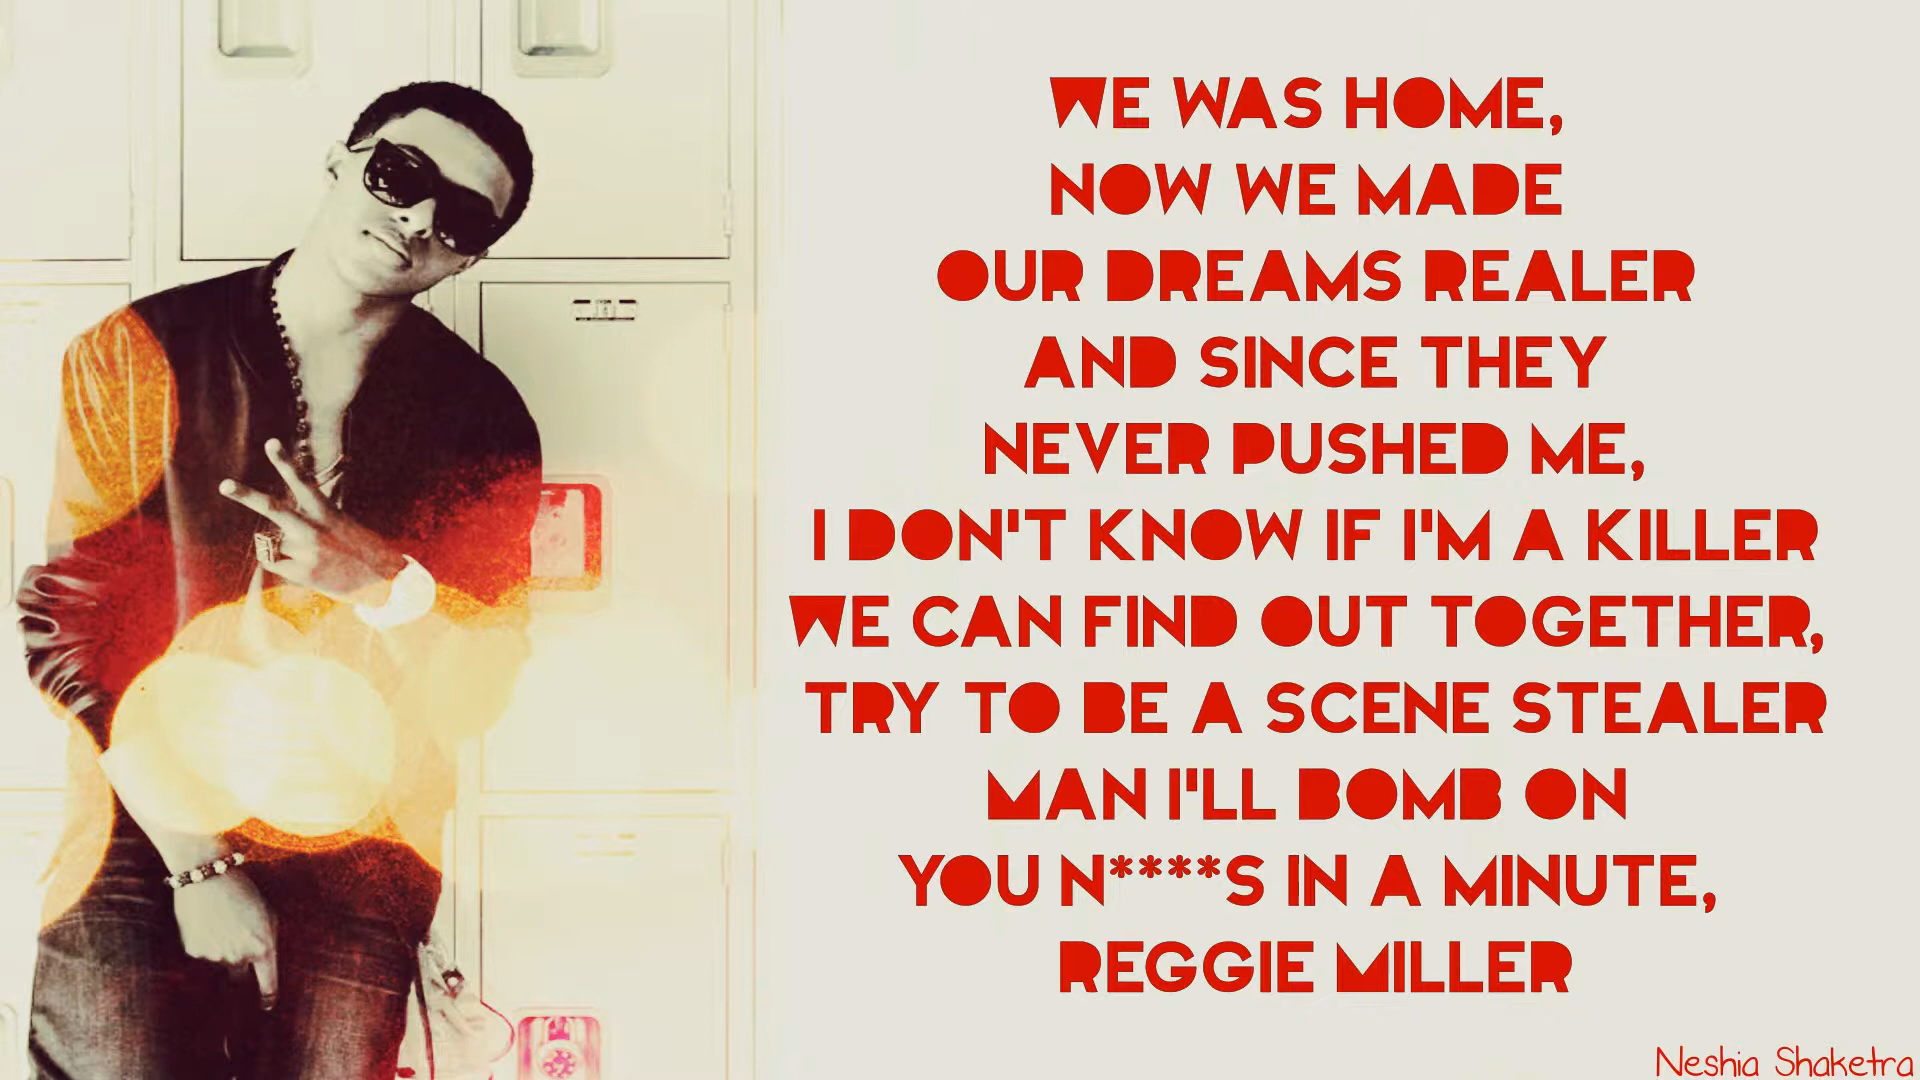 WE WAS HOME,
NOW WE MADE
OUR DREAMS REALER
AND SINCE THEY
NEVER PUSHED ME,
I DON'T KNOW IF I'M A KILLER
WE CAN FIND OUT TOGETHER,
TRY TO BE A SCENE STEALER
MAN I'LL BOMB ON
YOU N****S IN A MINUTE,
REGGIE MILLER
Neshia Shaketra